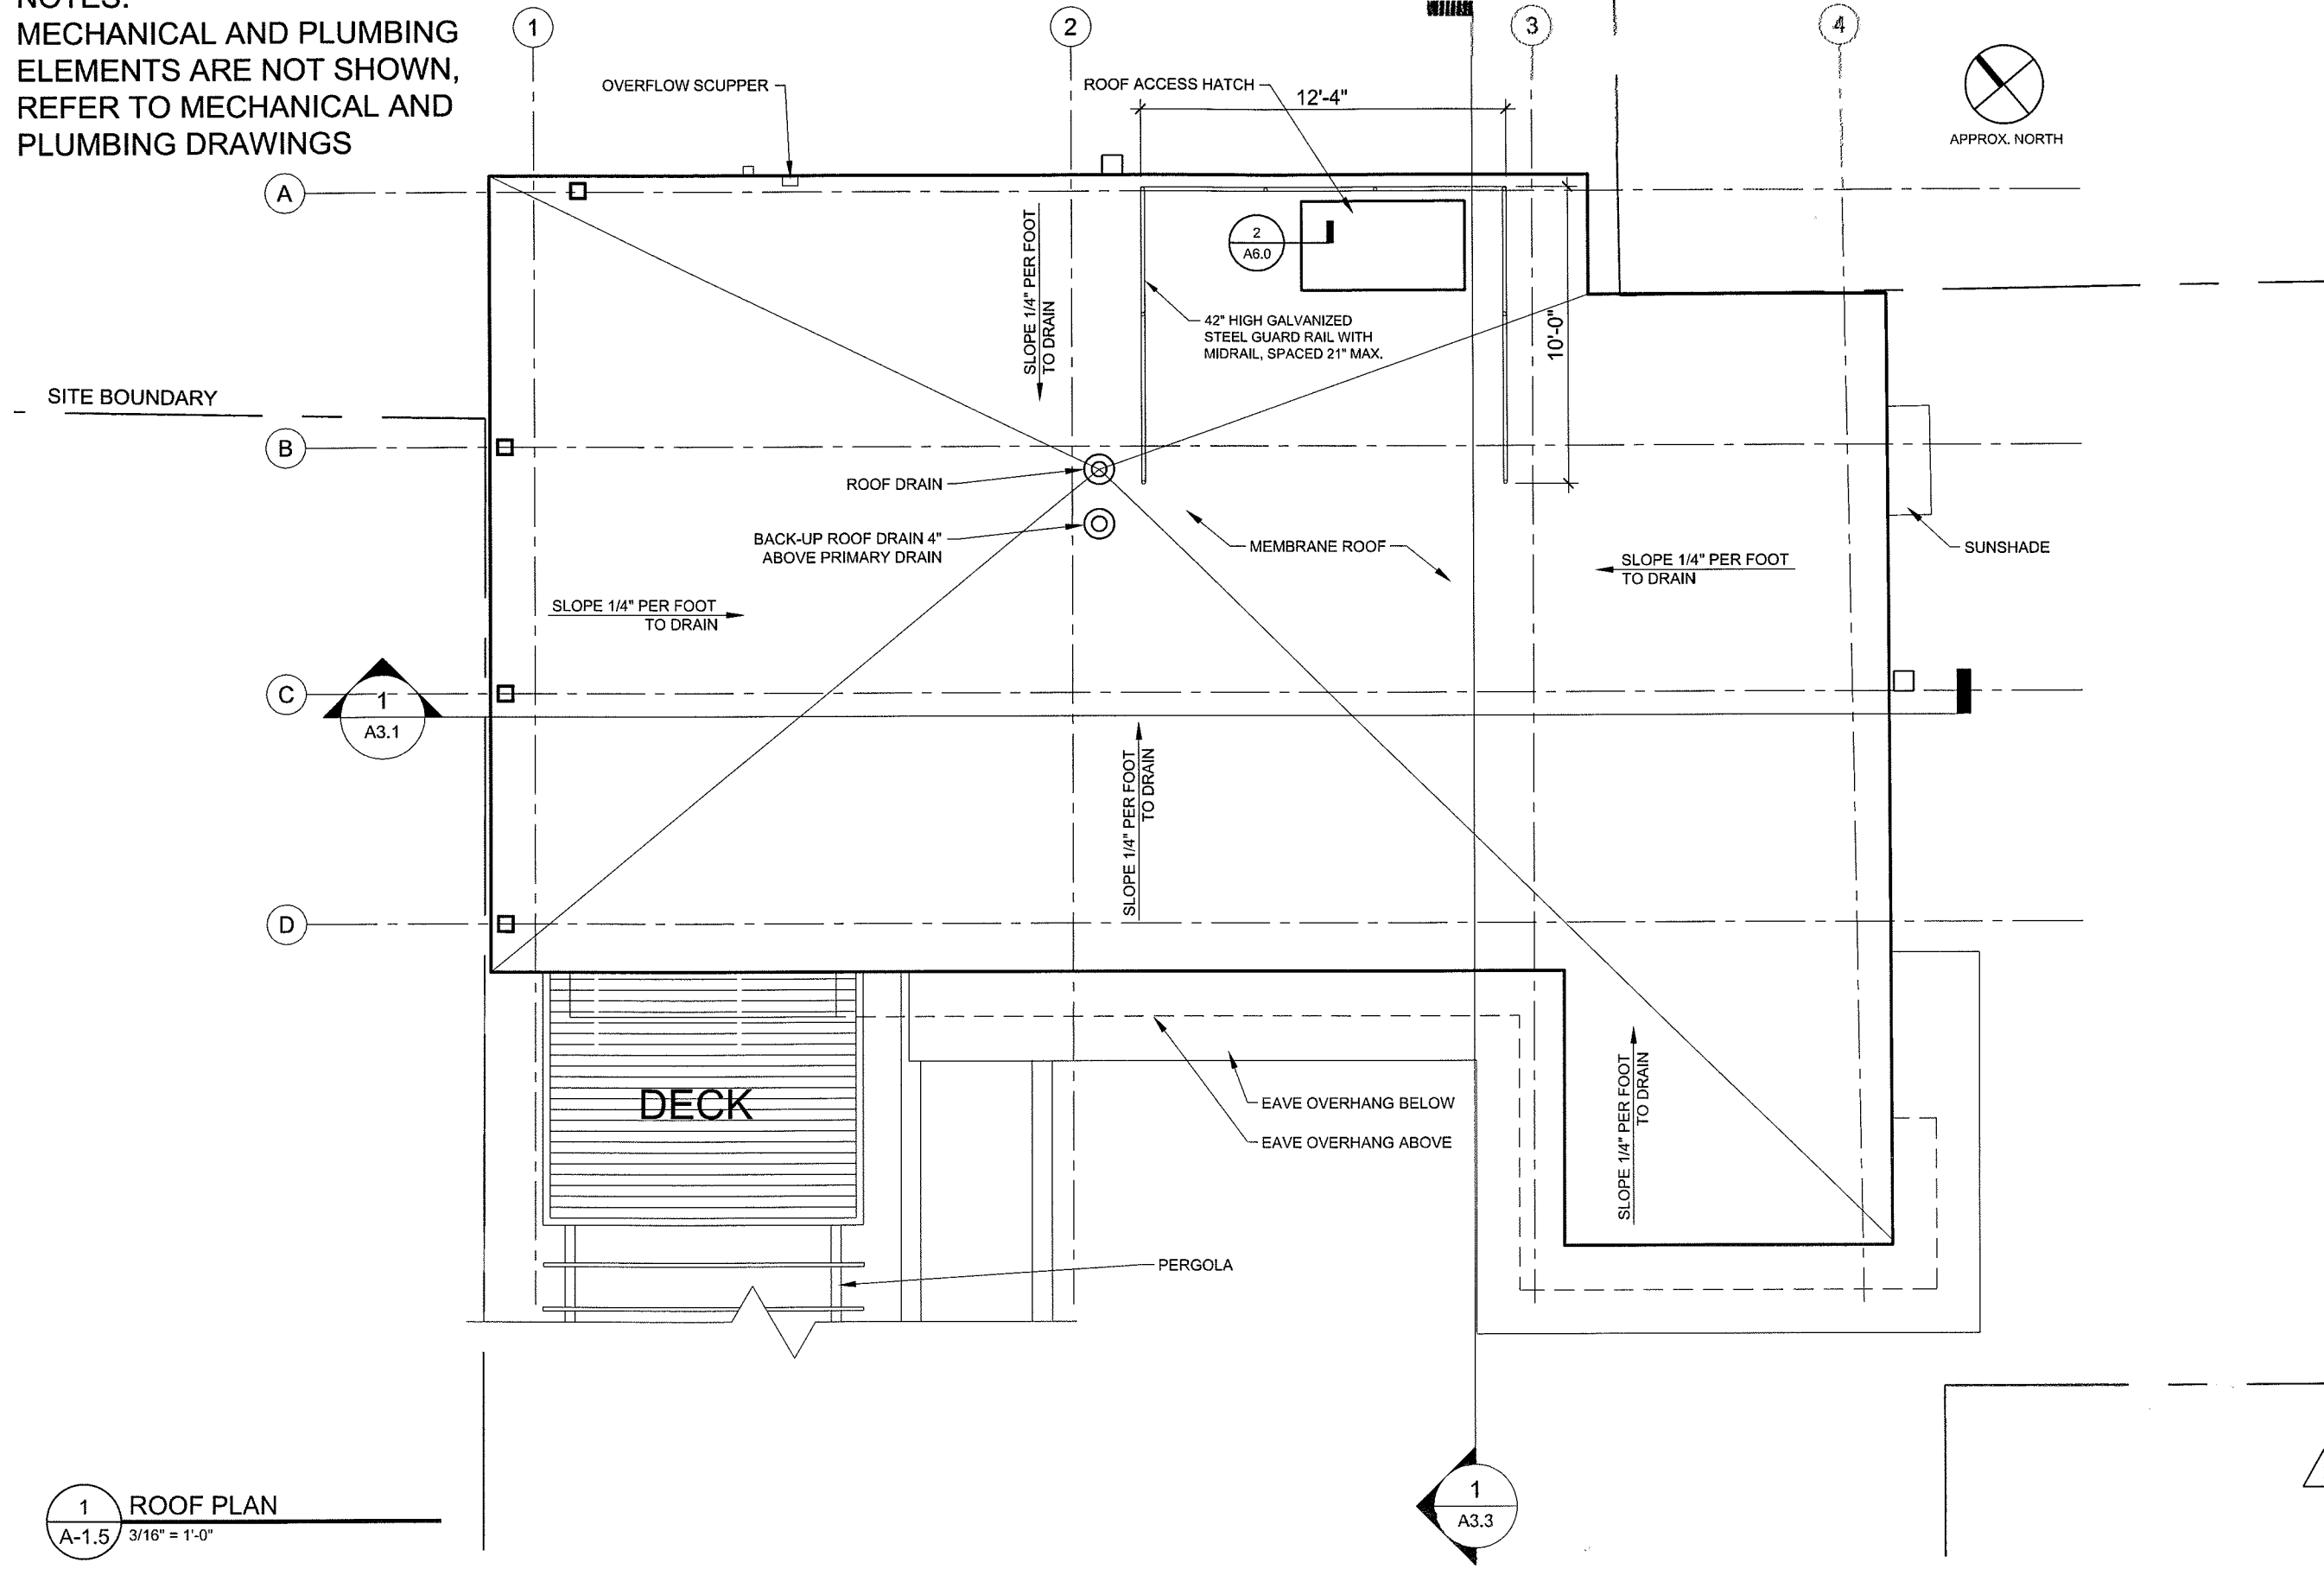 NOTES:
MECHANICAL AND PLUMBING
ELEMENTS ARE NOT SHOWN,
REFER TO MECHANICAL AND
PLUMBING DRAWINGS
1
2
3
4
OVERFLOW SCUPPER
ROOF ACCESS HATCH
12'-4"
APPROX. NORTH
A
2
A6.0
SLOPE 1/4" PER FOOT
TO DRAIN
42" HIGH GALVANIZED
STEEL GUARD RAIL WITH
MIDRAIL, SPACED 21" MAX.
10'-0"
SITE BOUNDARY
B
ROOF DRAIN
BACK-UP ROOF DRAIN 4"
ABOVE PRIMARY DRAIN
MEMBRANE ROOF
SUNSHADE
SLOPE 1/4" PER FOOT
TO DRAIN
SLOPE 1/4" PER FOOT
TO DRAIN
C
1
A3.1
SLOPE 1/4" PER FOOT
TO DRAIN
D
DECK
EAVE OVERHANG BELOW
EAVE OVERHANG ABOVE
SLOPE 1/4" PER FOOT
TO DRAIN
PERGOLA
1
A3.3
1
A-1.5
ROOF PLAN
3/16" = 1'-0"